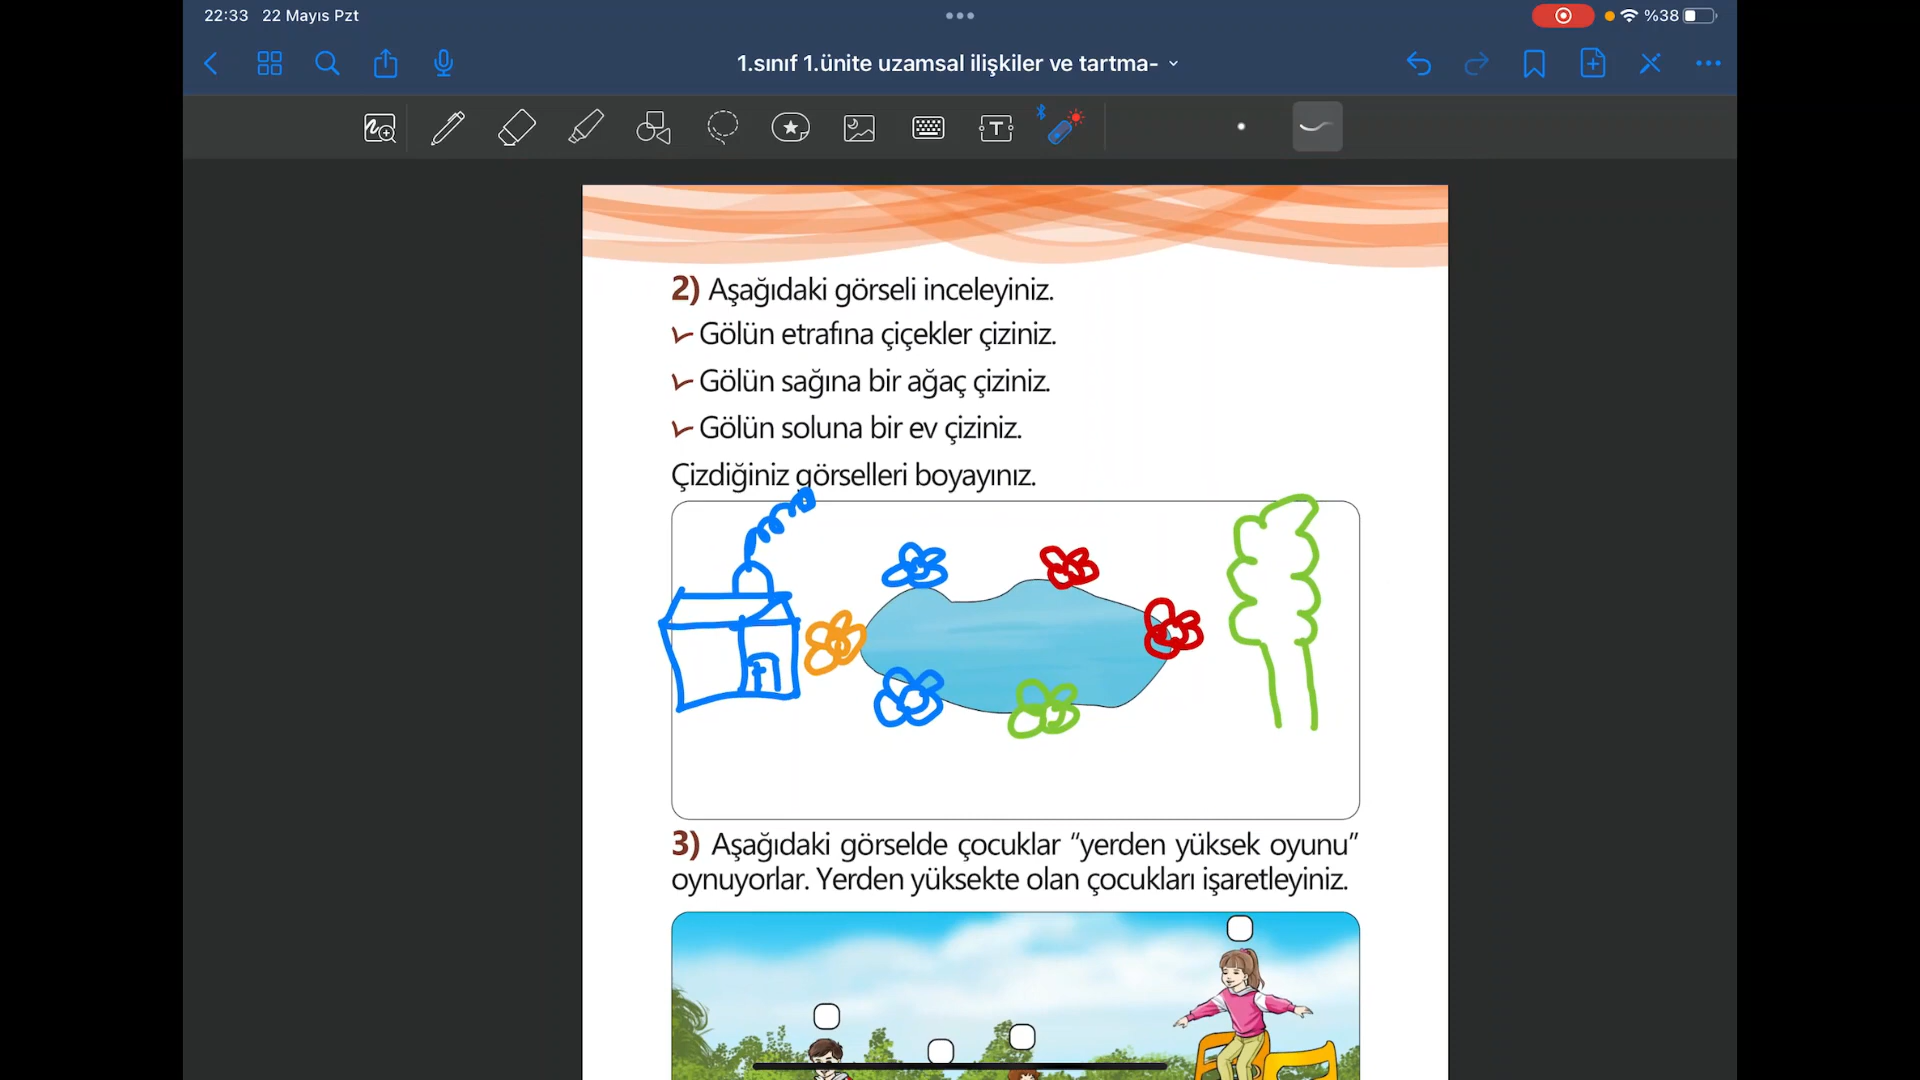 22:33 22 Mayıs Pzt
%38
1.sınıf 1.ünite uzamsal ilişkiler ve tartma-
T
2) Aşağıdaki görseli inceleyiniz.
Gölün etrafına çiçekler çiziniz.
Gölün sağına bir ağaç çiziniz.
Gölün soluna bir ev çiziniz.
Çizdiğiniz görselleri boyayınız.
3) Aşağıdaki görselde çocuklar “yerden yüksek oyunu”
oynuyorlar. Yerden yüksekte olan çocukları işaretleyiniz.